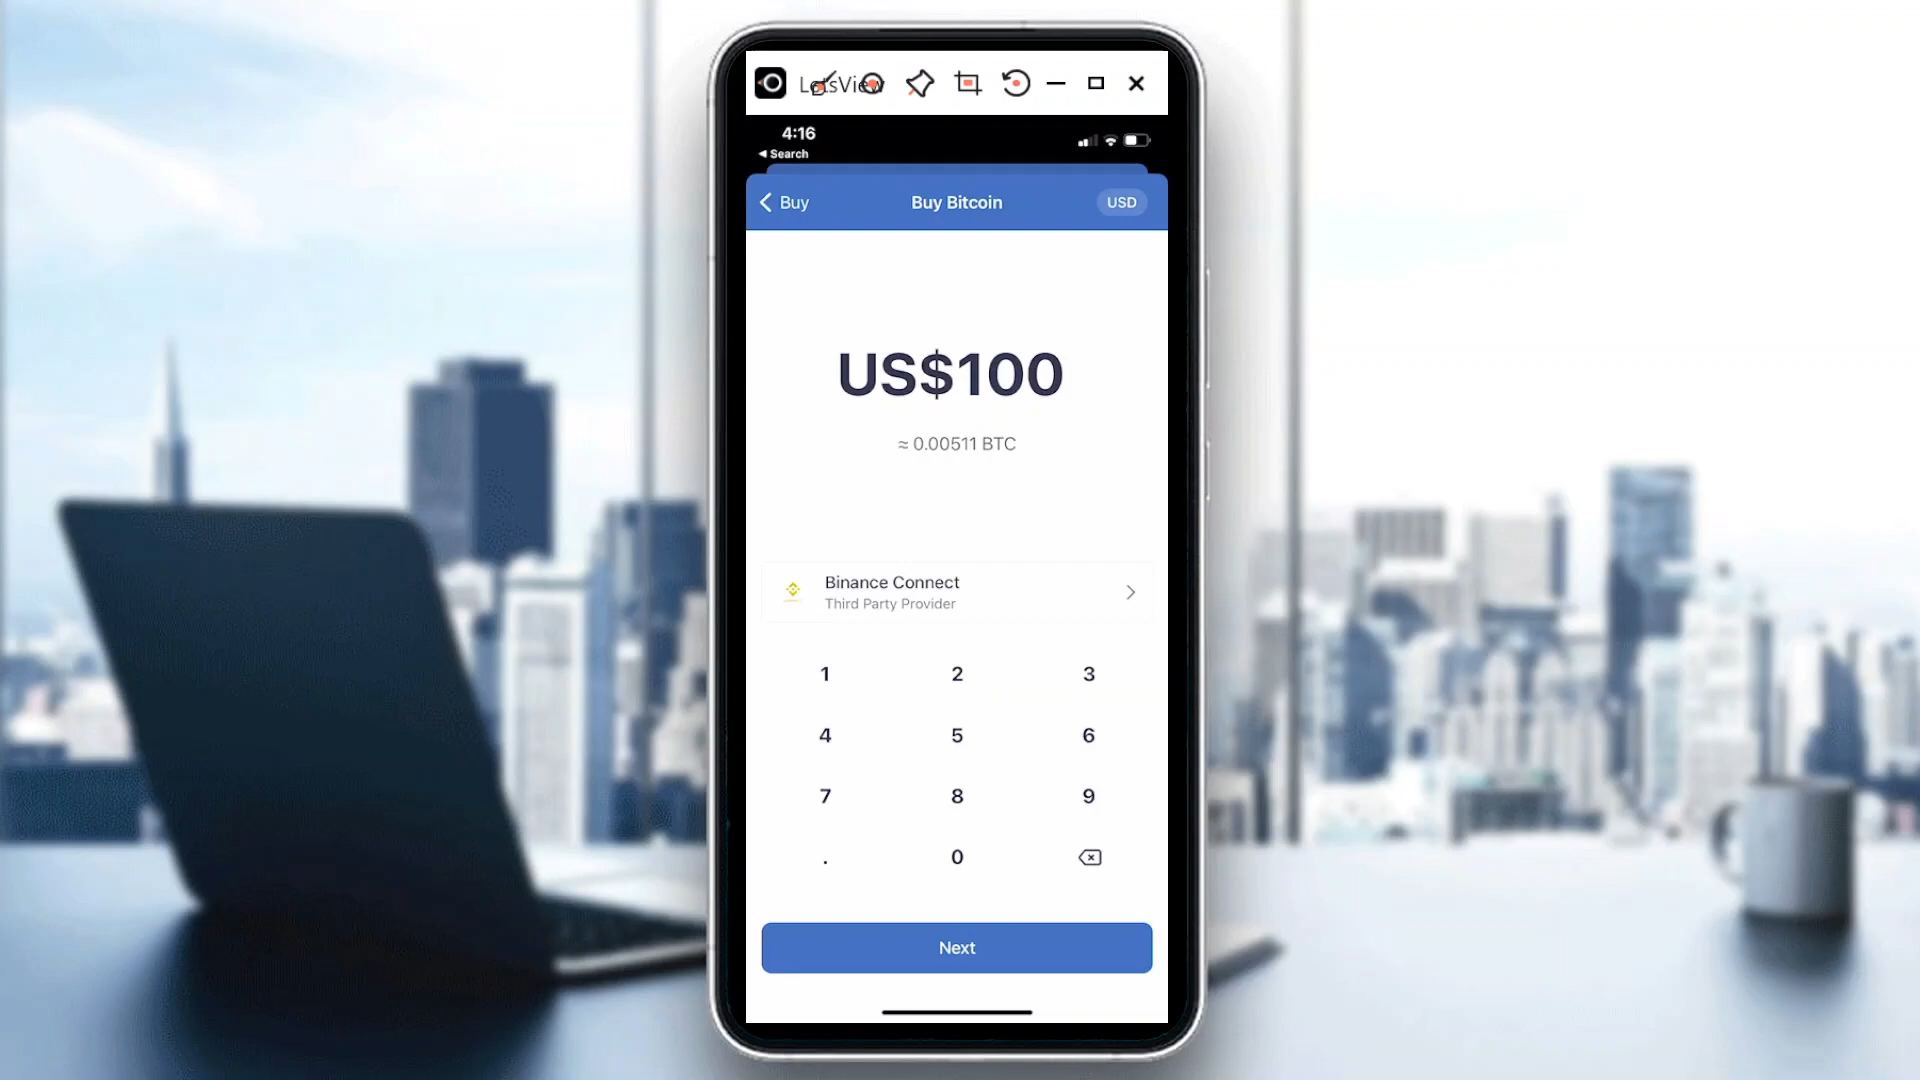 LetsView
4:16
◀ Search
Buy
Buy Bitcoin
USD
US$100
≈ 0.00511 BTC
Binance Connect
Third Party Provider
1 2 3
4 5 6
7 8 9
. 0
Next